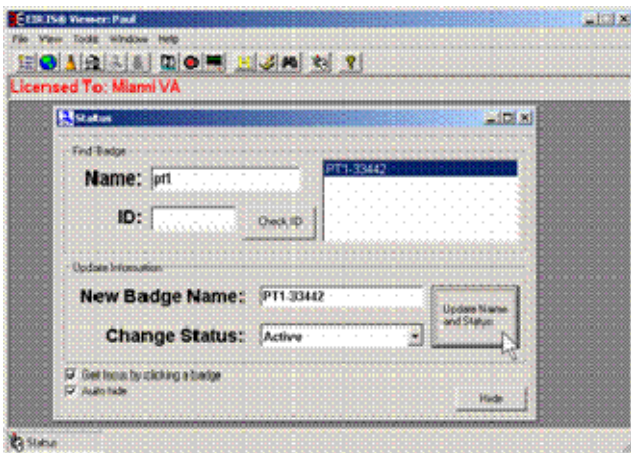 Viewer: Paul
File View Tools Window Help
Licensed To: Miami VA
Status
Find Badge
Name: pt1
PT1-33442
ID:
Check ID
Update Information
New Badge Name: PT1-33442
Update Name
and Status
Change Status: Active
Get focus by clicking a badge
Auto hide
Hide
Status